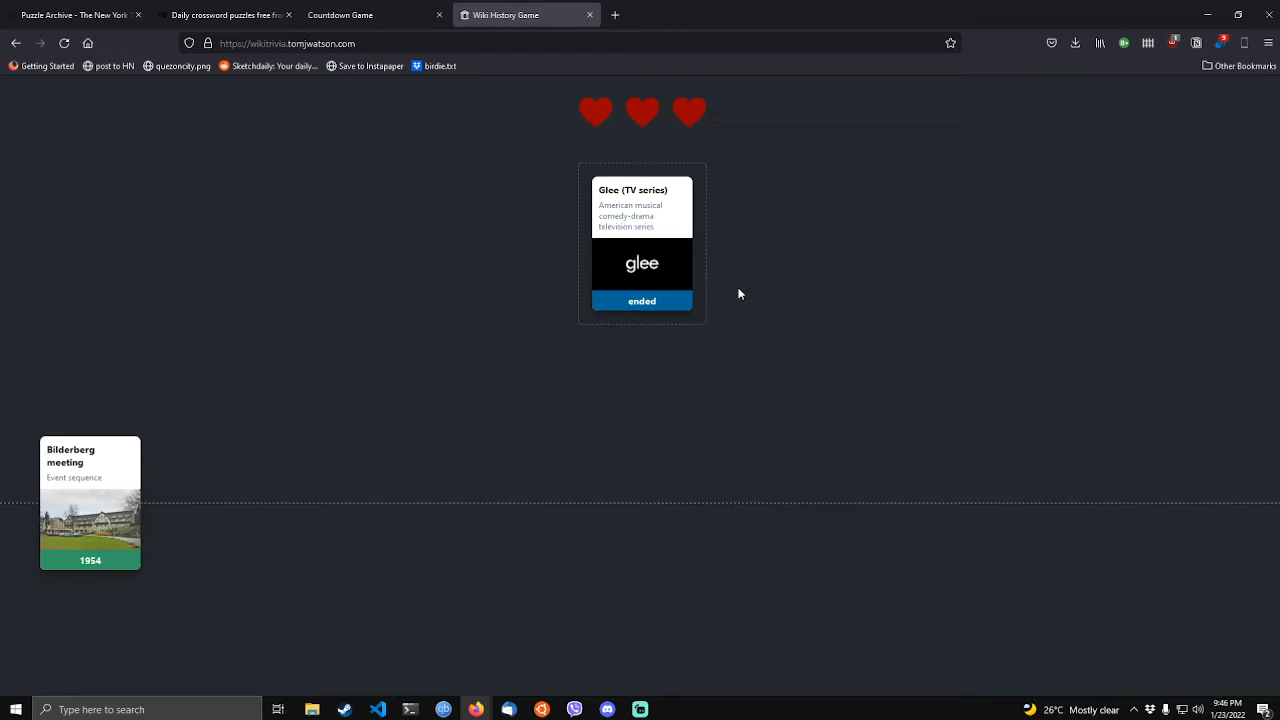 Puzzle Archive - The New York T
Daily crossword puzzles free fro
Countdown Game
Wiki History Game
https://wikitrivia.tomjwatson.com
Getting Started
post to HN
quezoncity.png
Sketchdaily: Your daily...
Save to Instapaper
birdie.txt
Other Bookmarks
Glee (TV series)
American musical
comedy-drama
television series
glee
ended
Bilderberg
meeting
Event sequence
1954
Type here to search
26°C Mostly clear
9:46 PM
1/23/2022